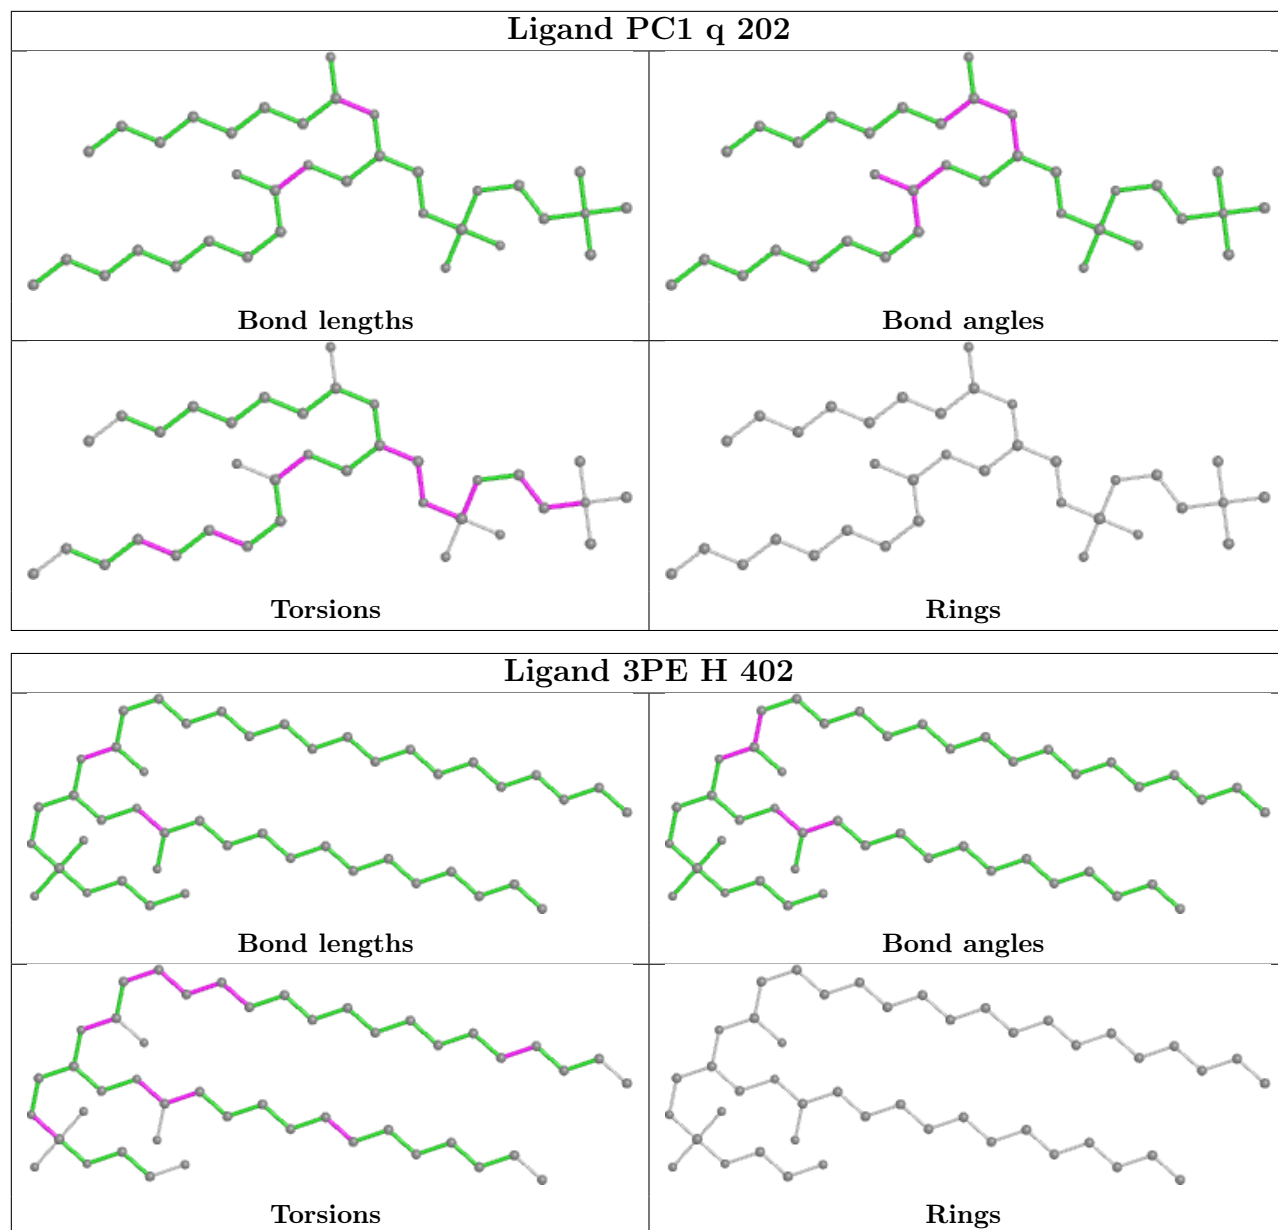 Ligand PC1 q 202
Bond lengths
Bond angles
Torsions
Rings
Ligand 3PE H 402
Bond lengths
Bond angles
Torsions
Rings